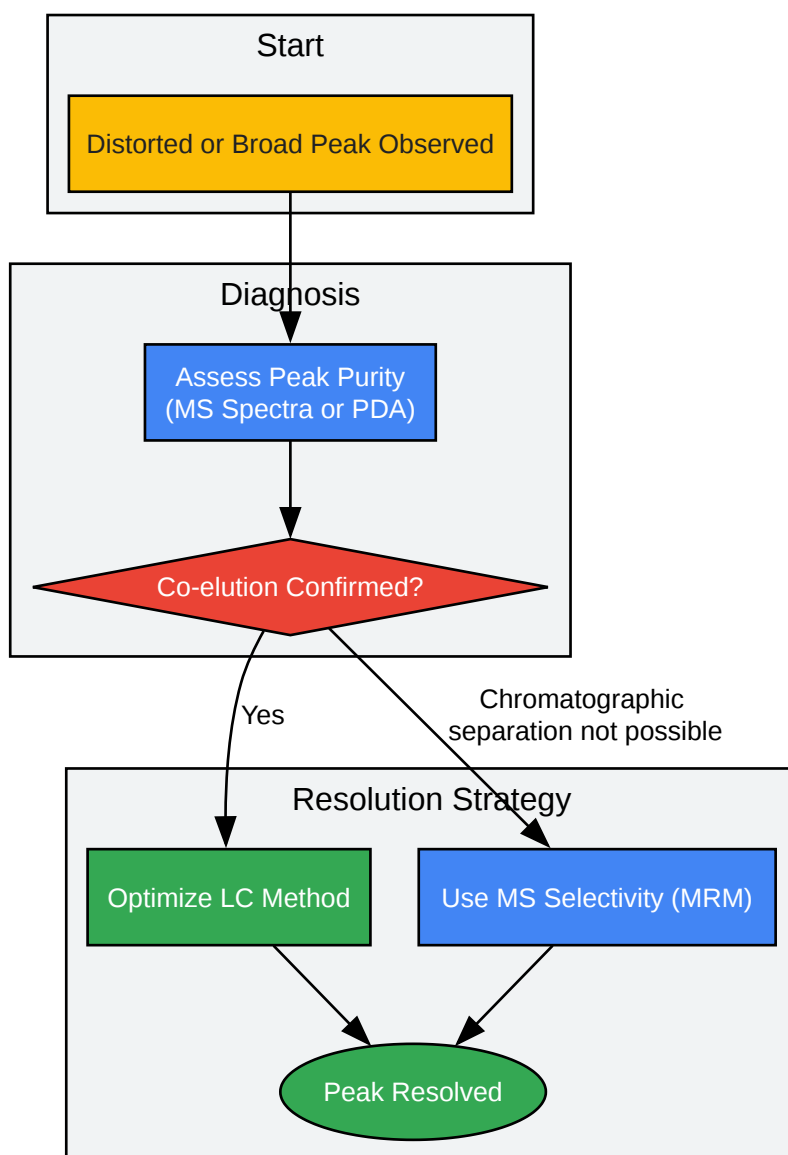 Start
Distorted or Broad Peak Observed
Diagnosis
Assess Peak Purity
(MS Spectra or PDA)
Co-elution Confirmed?
Yes
Chromatographic
separation not possible
Resolution Strategy
Optimize LC Method
Use MS Selectivity (MRM)
Peak Resolved